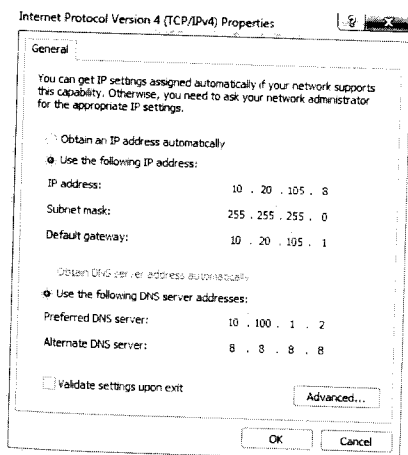 Internet Protocol Version 4 (TCP/IPv4) Properties
General
You can get IP settings assigned automatically if your network supports
this capability. Otherwise, you need to ask your network administrator
for the appropriate IP settings.
Obtain an IP address automatically
Use the following IP address:
IP address: 10 . 20 . 105 . 8
Subnet mask: 255 . 255 . 255 . 0
Default gateway: 10 . 20 . 105 . 1
Obtain DNS server address automatically
Use the following DNS server addresses:
Preferred DNS server: 10 . 100 . 1 . 2
Alternate DNS server: 8 . 8 . 8 . 8
Validate settings upon exit
Advanced...
OK Cancel